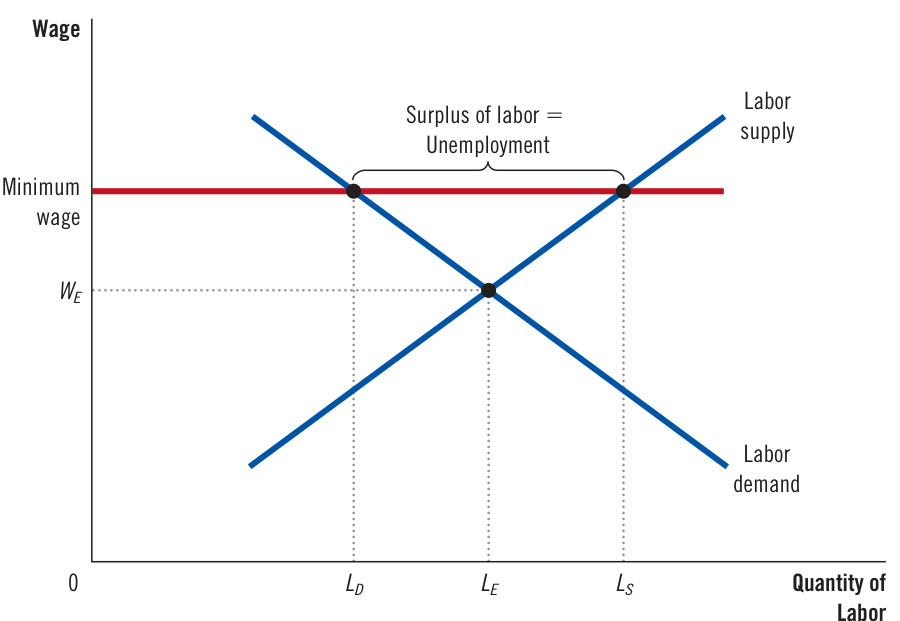 Wage
Labor
supply
Surplus of labor =
Unemployment
Minimum
wage
W_E
Labor
demand
0
L_D
L_E
L_S
Quantity of
Labor